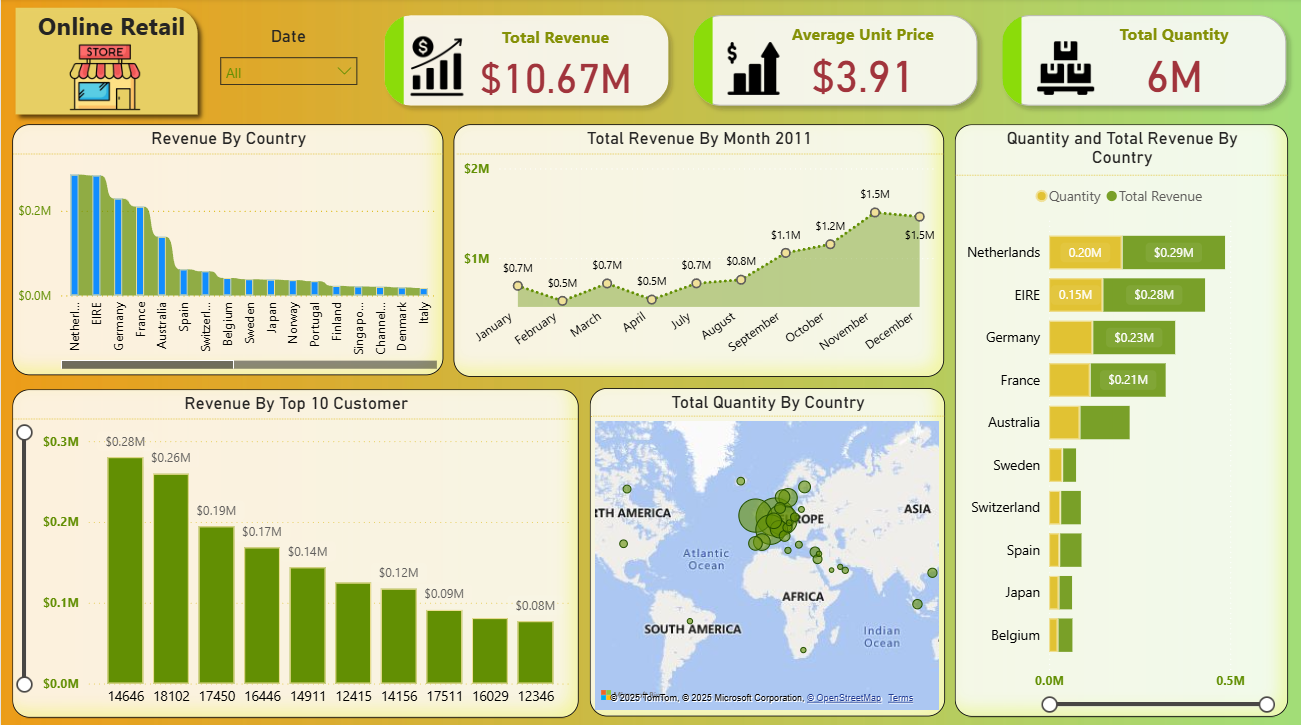 Online Retail
STORE
Date
All
Total Revenue
$10.67M
Average Unit Price
$3.91
Total Quantity
6M
Revenue By Country
$0.2M
$0.0M
Netherl...
EIRE
Germany
France
Australia
Spain
Switzerl...
Belgium
Sweden
Japan
Norway
Portugal
Finland
Singapo...
Channel...
Denmark
Italy
Total Revenue By Month 2011
$2M
$1M
$0.7M
$0.5M
$0.7M
$0.5M
$0.7M
$0.8M
$1.1M
$1.2M
$1.5M
$1.5M
January
February
March
April
July
August
September
October
November
December
Quantity and Total Revenue By
Country
Quantity Total Revenue
Netherlands 0.20M $0.29M
EIRE 0.15M $0.28M
Germany $0.23M
France $0.21M
Australia
Sweden
Switzerland
Spain
Japan
Belgium
0.0M 0.5M
Revenue By Top 10 Customer
$0.3M
$0.2M
$0.1M
$0.0M
$0.28M
$0.26M
$0.19M
$0.17M
$0.14M
$0.12M
$0.09M
$0.08M
14646 18102 17450 16446 14911 12415 14156 17511 16029 12346
Total Quantity By Country
RTH AMERICA
ROPE
ASIA
Atlantic
Ocean
AFRICA
SOUTH AMERICA
Indian
Ocean
© 2025 TomTom, © 2025 Microsoft Corporation, © OpenStreetMap Terms